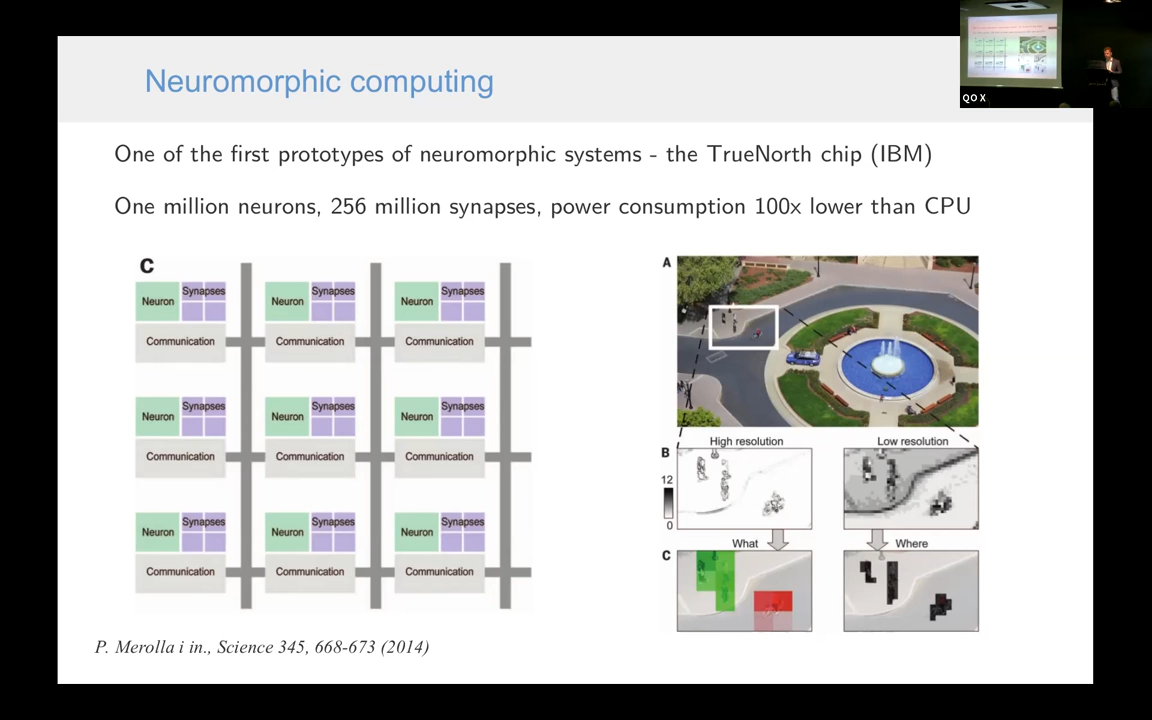 Neuromorphic computing
QO X
One of the first prototypes of neuromorphic systems - the TrueNorth chip (IBM)
One million neurons, 256 million synapses, power consumption 100x lower than CPU
C
Neuron Synapses Neuron Synapses Neuron Synapses
Communication Communication Communication
Neuron Synapses Neuron Synapses Neuron Synapses
Communication Communication Communication
Neuron Synapses Neuron Synapses Neuron Synapses
Communication Communication Communication
A
High resolution Low resolution
B
12
0
What Where
C
P. Merolla i in., Science 345, 668-673 (2014)